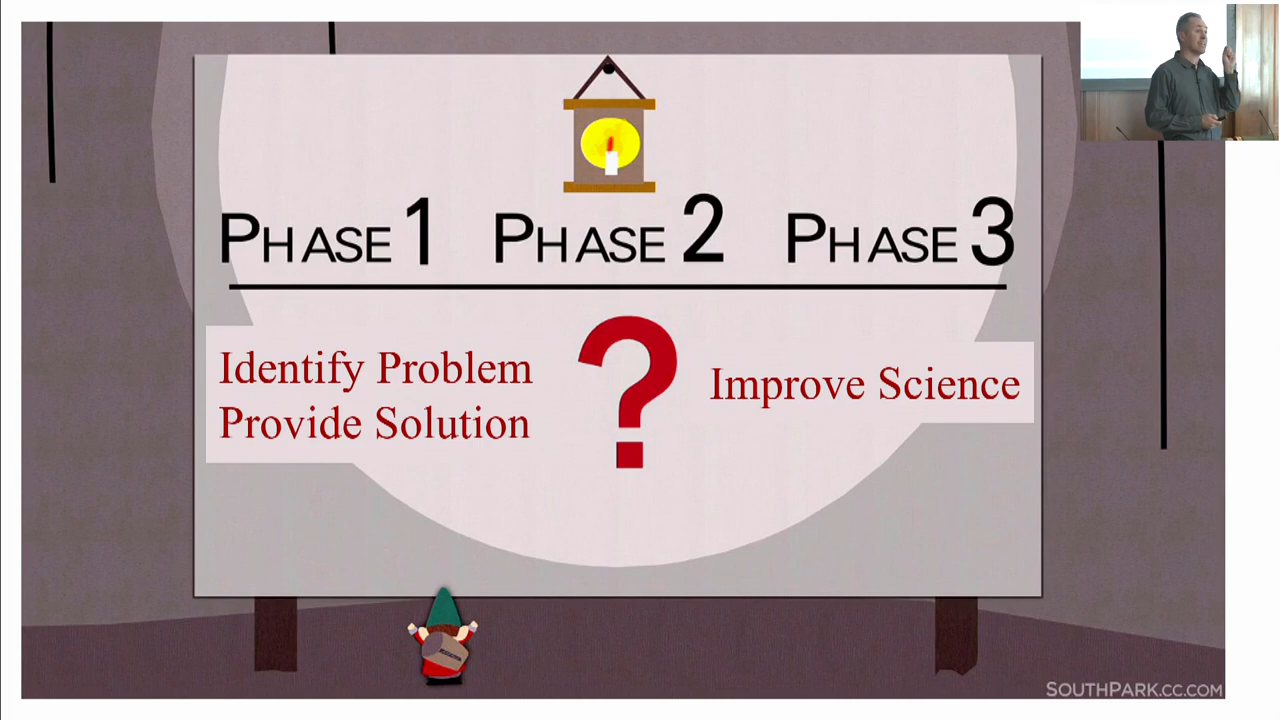 PHASE 1 PHASE 2 PHASE 3
Identify Problem
Provide Solution
?
Improve Science
SOUTHPARK.CC.COM